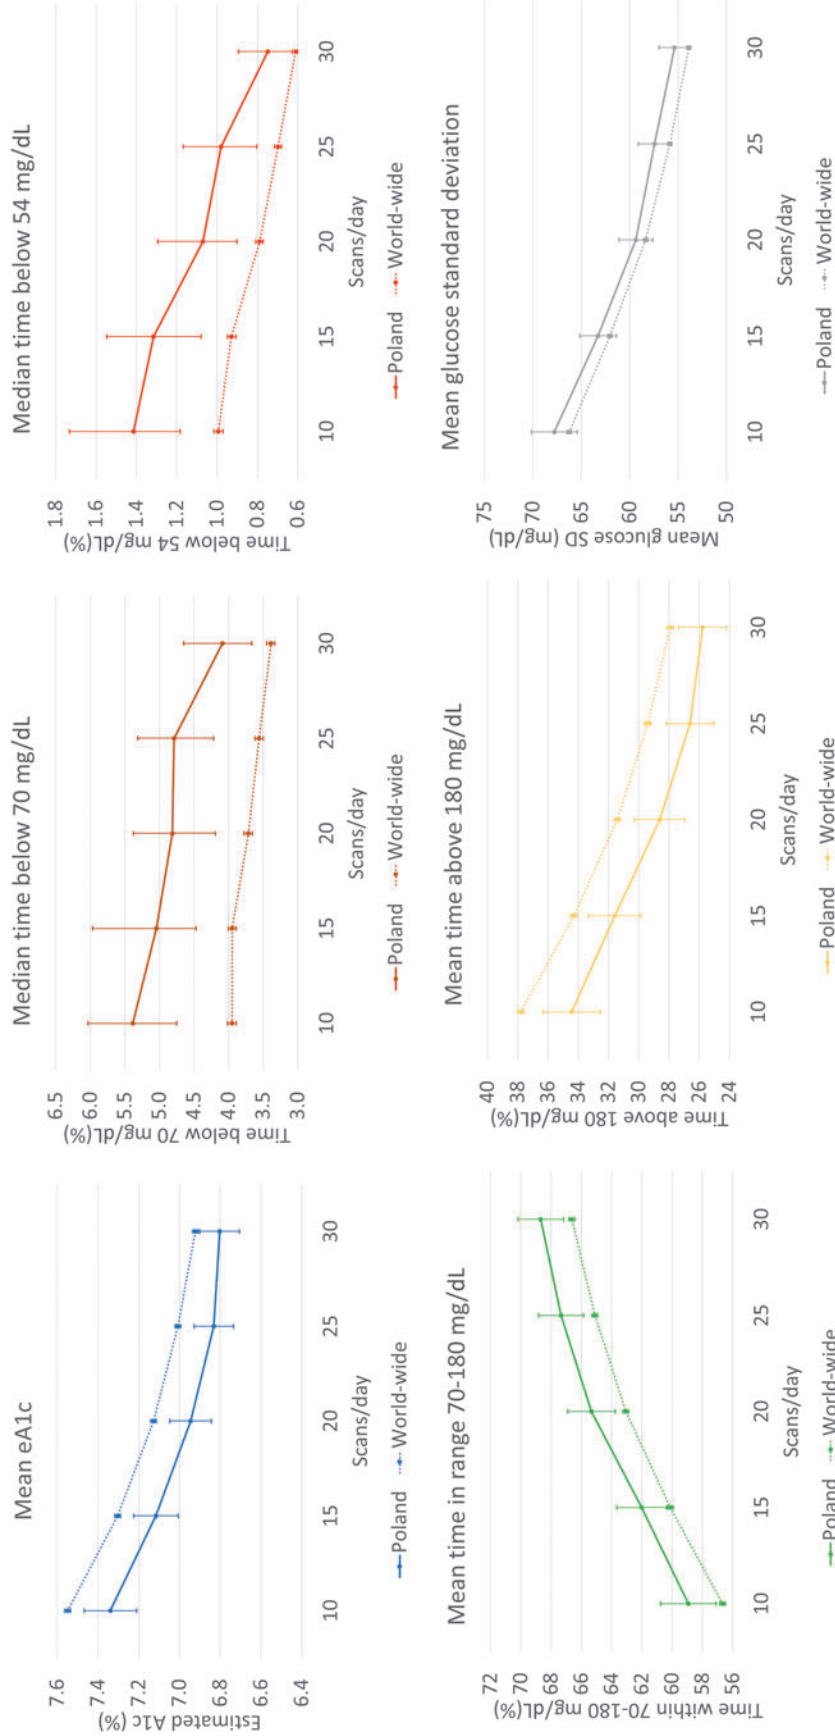 Mean eA1c
Estimated A1c (%)
7.6
7.4
7.2
7.0
6.8
6.6
6.4
10 15 20 25 30
Scans/day
Poland World-wide
Median time below 70 mg/dL
Time below 70 mg/dL(%)
6.5
6.0
5.5
5.0
4.5
4.0
3.5
3.0
10 15 20 25 30
Scans/day
Poland World-wide
Median time below 54 mg/dL
Time below 54 mg/dL(%)
1.8
1.6
1.4
1.2
1.0
0.8
0.6
10 15 20 25 30
Scans/day
Poland World-wide
Mean time in range 70-180 mg/dL
Time within 70-180 mg/dL(%)
72
70
68
66
64
62
60
58
56
10 15 20 25 30
Scans/day
Poland World-wide
Mean time above 180 mg/dL
Time above 180 mg/dL(%)
40
38
36
34
32
30
28
26
24
10 15 20 25 30
Scans/day
Poland World-wide
Mean glucose standard deviation
Mean glucose SD (mg/dL)
75
70
65
60
55
50
10 15 20 25 30
Scans/day
Poland World-wide